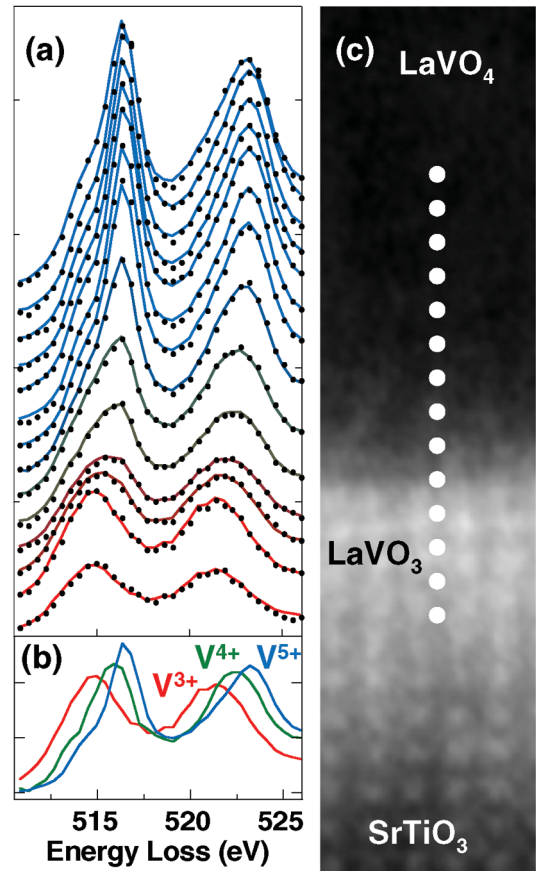 (a)
(b)
V3+
V4+
V5+
515
520
525
Energy Loss (eV)
(c)
LaVO4
LaVO3
SrTiO3